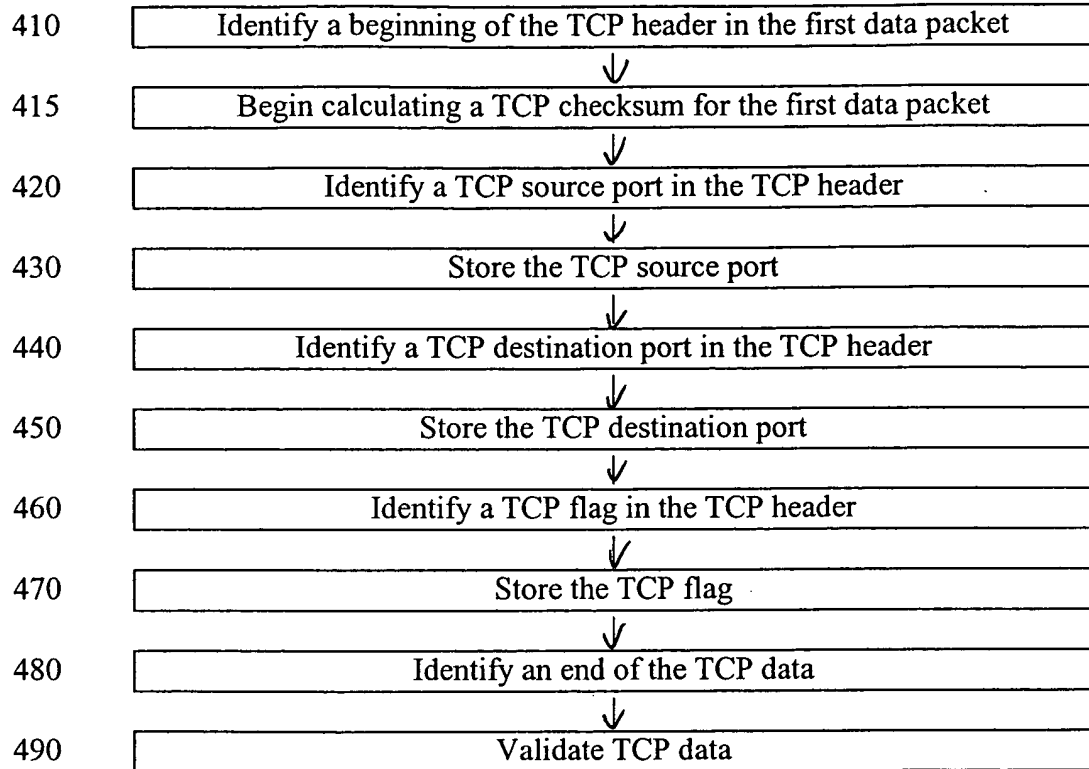 410 Identify a beginning of the TCP header in the first data packet
415 Begin calculating a TCP checksum for the first data packet
420 Identify a TCP source port in the TCP header
430 Store the TCP source port
440 Identify a TCP destination port in the TCP header
450 Store the TCP destination port
460 Identify a TCP flag in the TCP header
470 Store the TCP flag
480 Identify an end of the TCP data
490 Validate TCP data